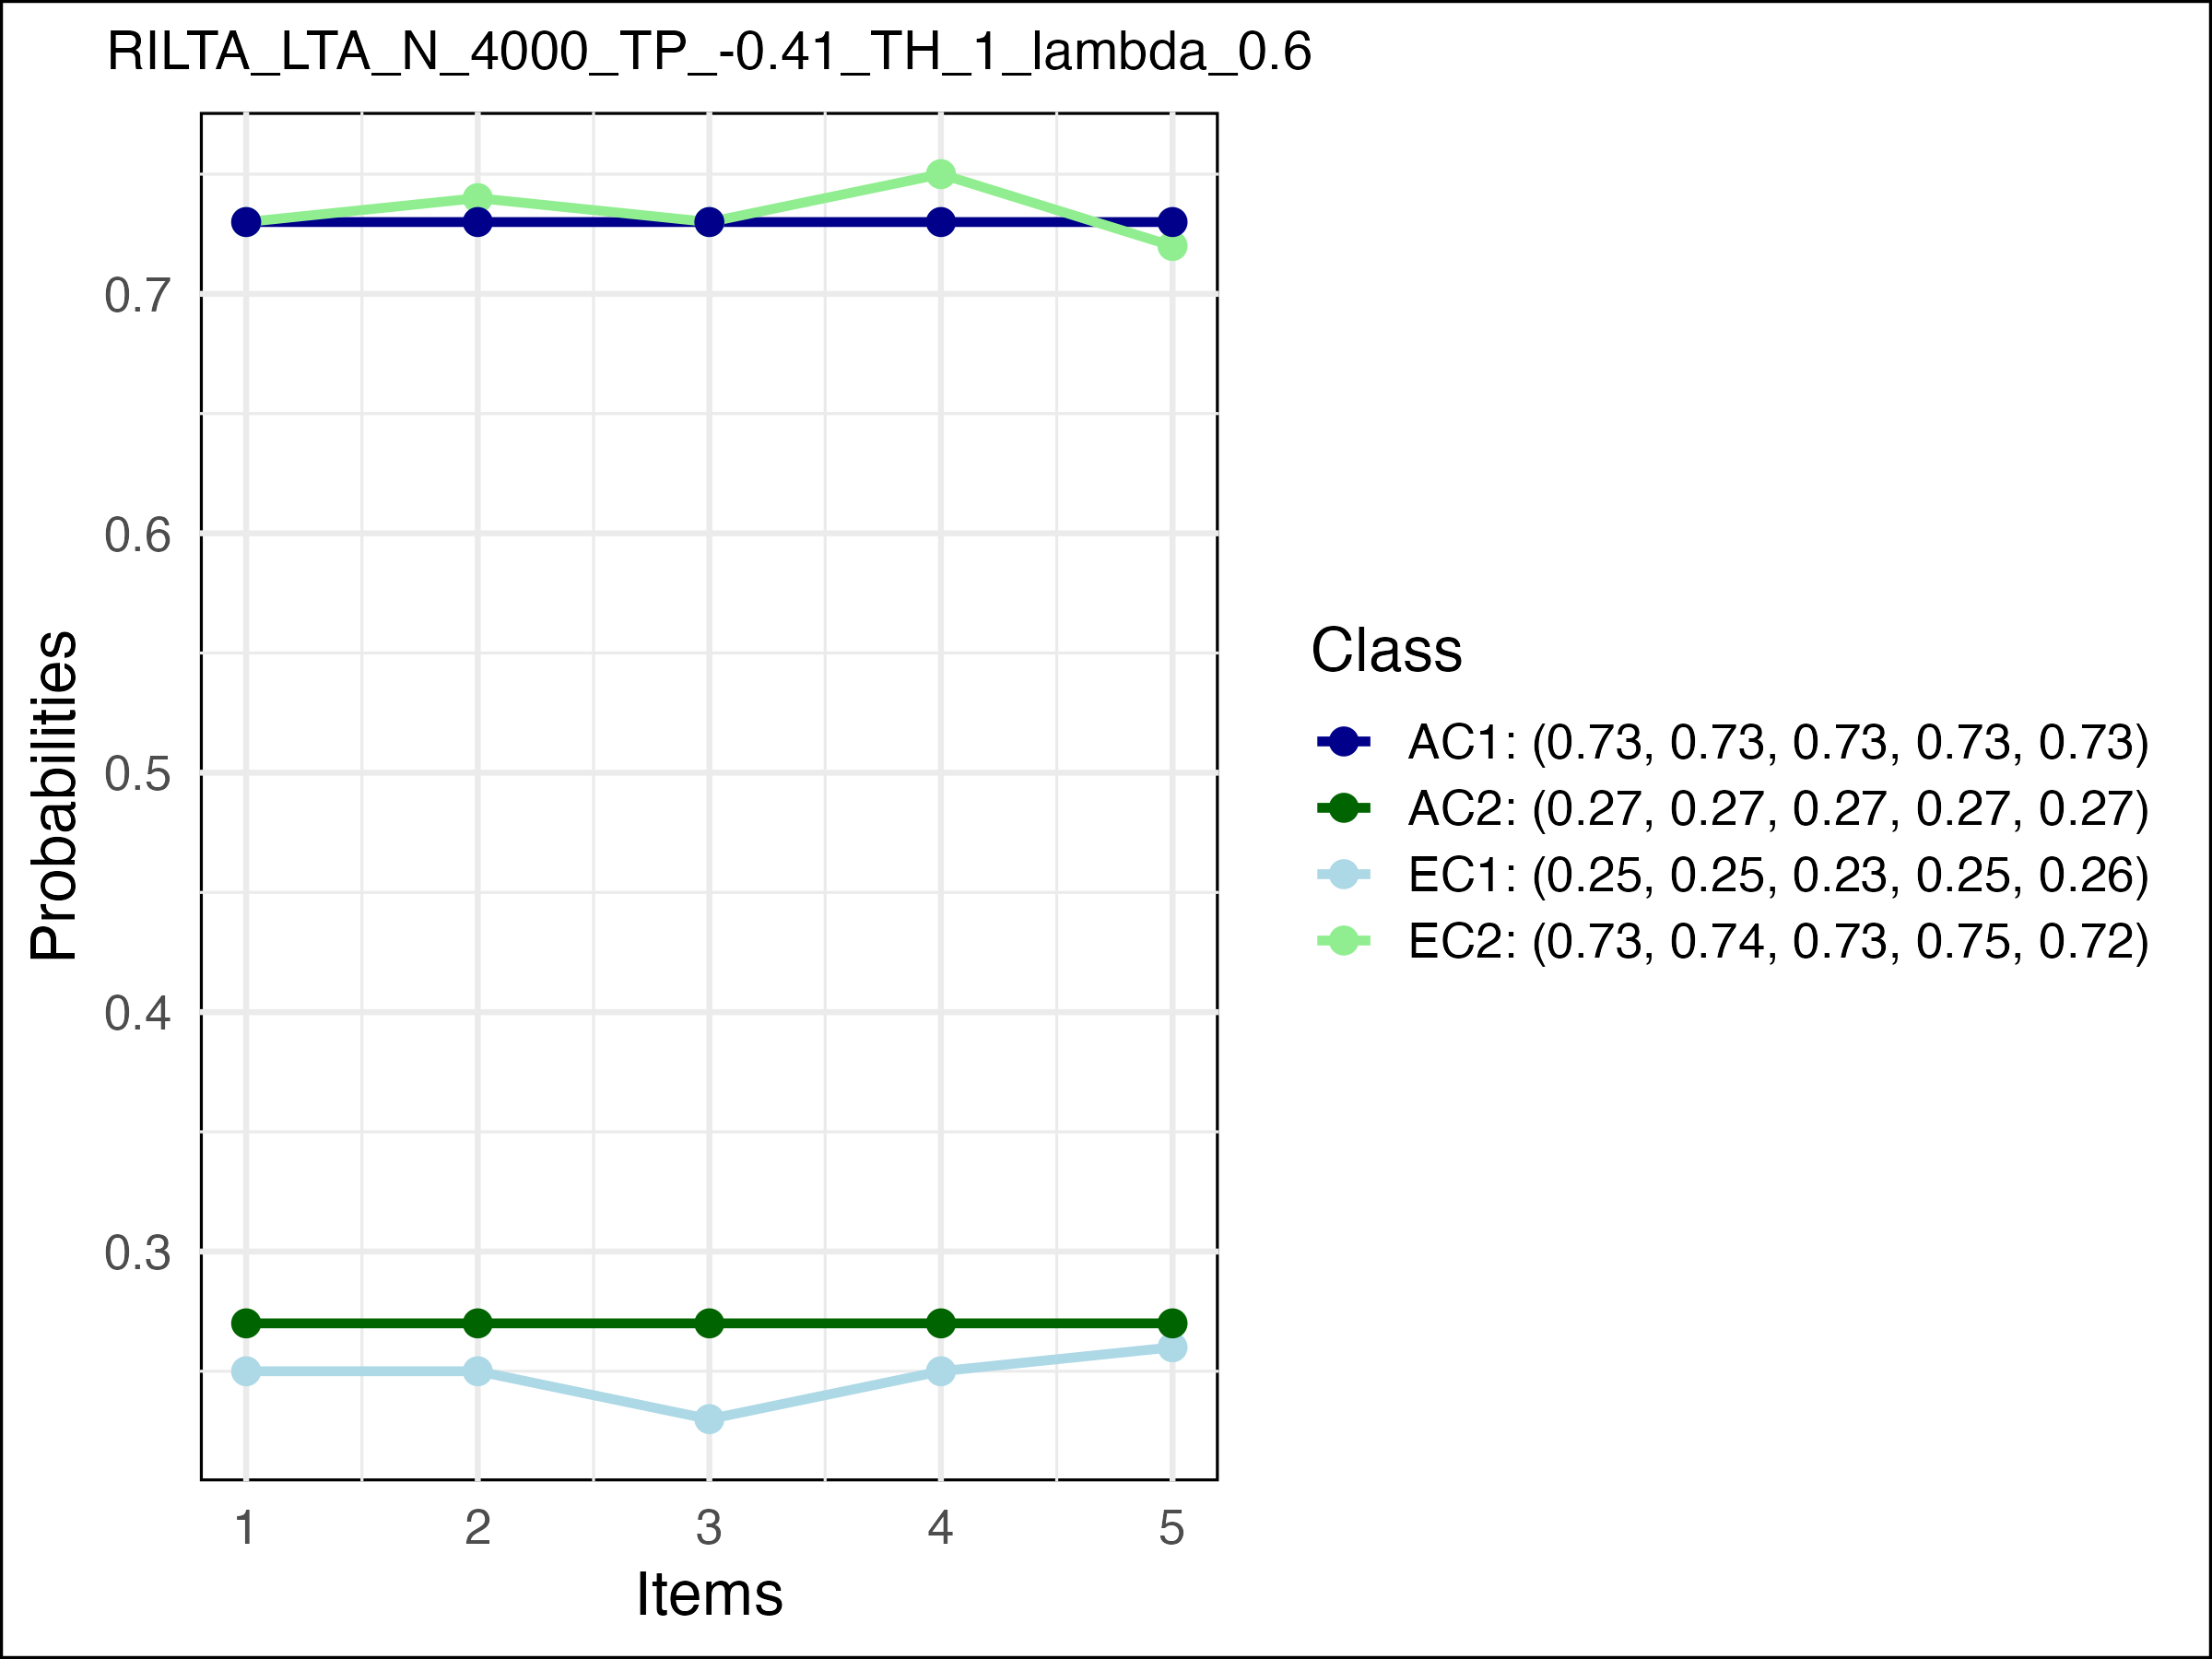 RILTA_LTA_N_4000_TP_-0.41_TH_1_lambda_0.6
Probabilities
0.7
0.6
0.5
0.4
0.3
1 2 3 4 5
Items
Class
AC1: (0.73, 0.73, 0.73, 0.73, 0.73)
AC2: (0.27, 0.27, 0.27, 0.27, 0.27)
EC1: (0.25, 0.25, 0.23, 0.25, 0.26)
EC2: (0.73, 0.74, 0.73, 0.75, 0.72)